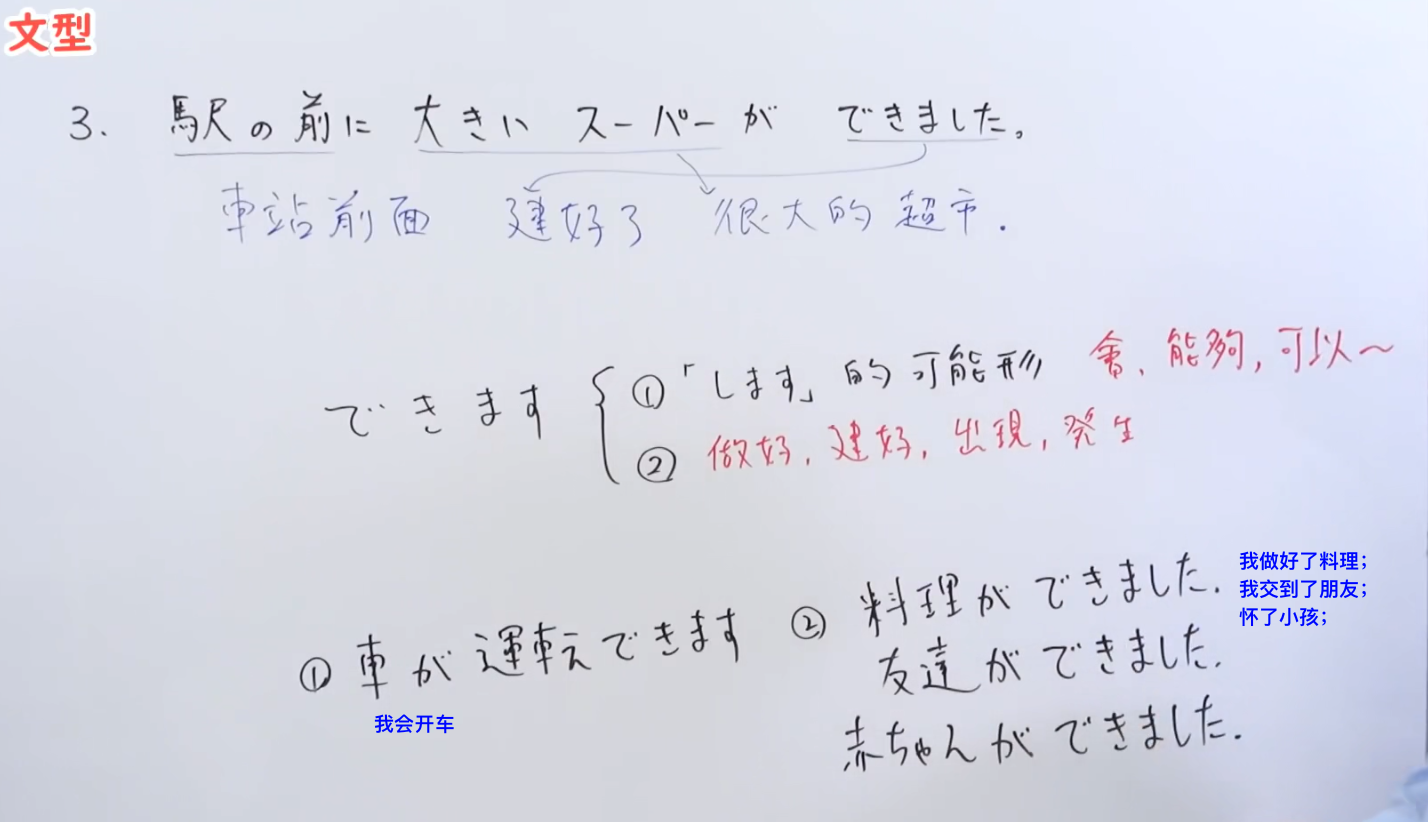 文型
3. 駅の前に 大きい スーパーが できました。
車站前面 建好了 很大的 超市.
できます
①「します」的 可能形 會、能夠, 可以～
② 做好, 建好, 出現, 発生
① 車が 運転できます
我会开车
② 料理が できました.
友達が できました.
赤ちゃんが できました.
我做好了料理；
我交到了朋友；
怀了小孩；